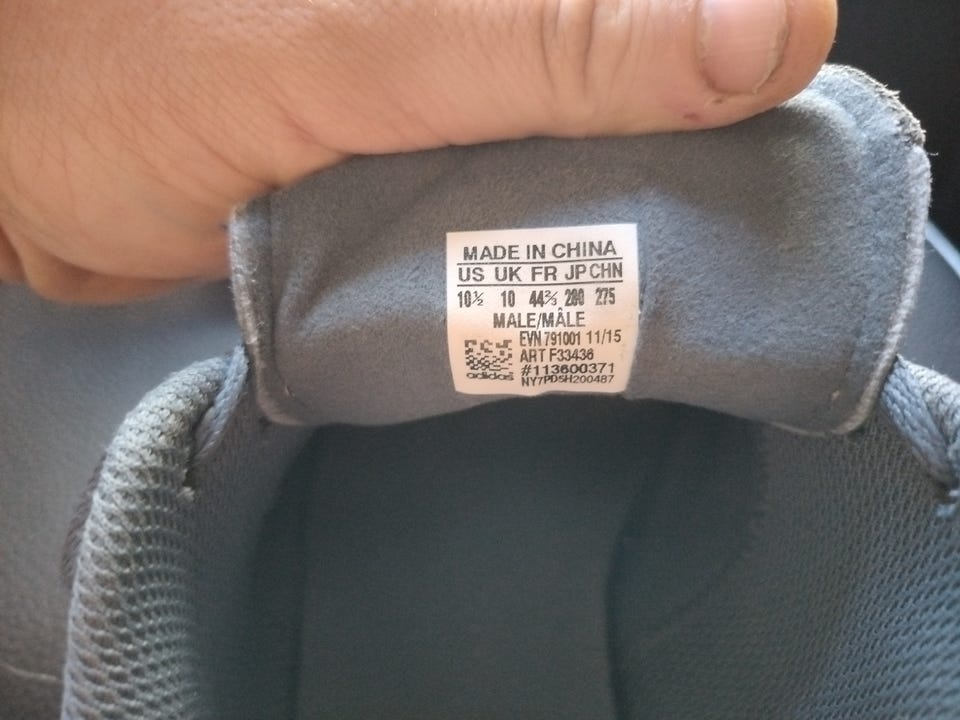 MADE IN CHINA
US UK FR JP CHN
10½ 10 44⅔ 280 275
MALE/MÂLE
EVN 791001 11/15
ART F33436
#113600371
NY7PD5H200487
adidas